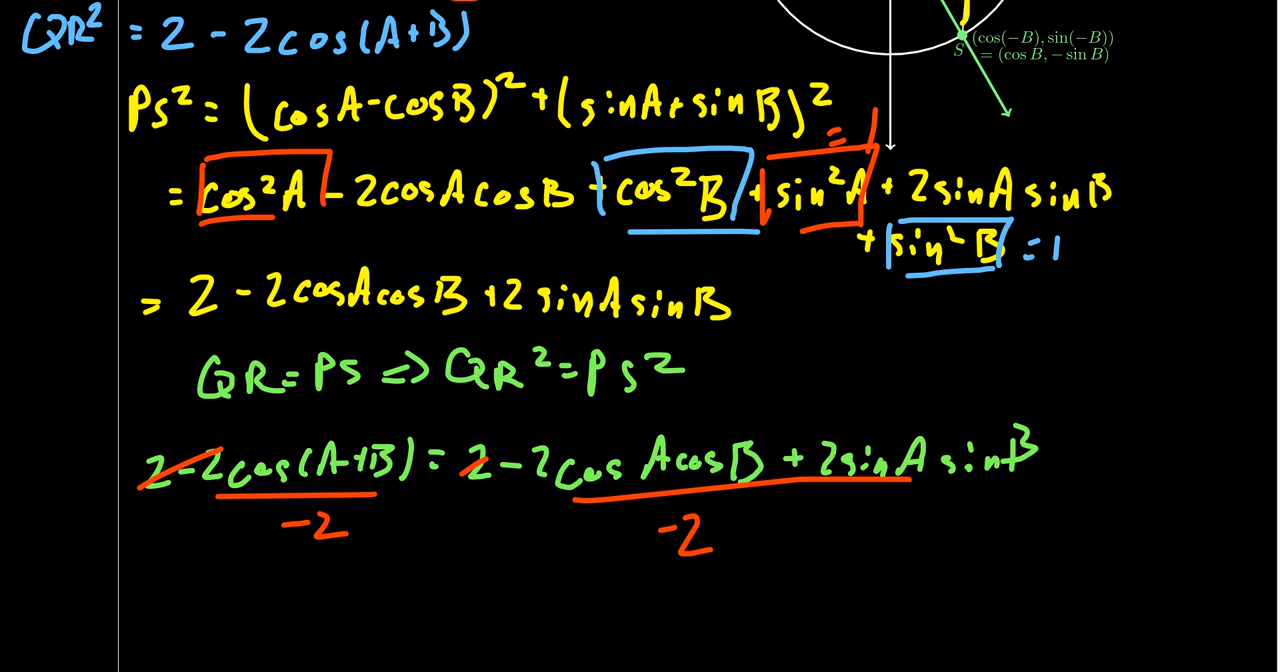 QR² = 2 - 2cos(A+B)
S (cos(−B), sin(−B))
= (cos B, − sin B)
PS² = (cosA-cosB)² + (sinA+sinB)²
= 1
= cos²A - 2cosAcosB + cos²B + sin²A + 2sinAsinB
+ sin²B = 1
= 2 - 2cosAcosB + 2sinAsinB
QR = PS => QR² = PS²
2 - 2cos(A+B) = 2 - 2cosAcosB + 2sinAsinB
-2 -2